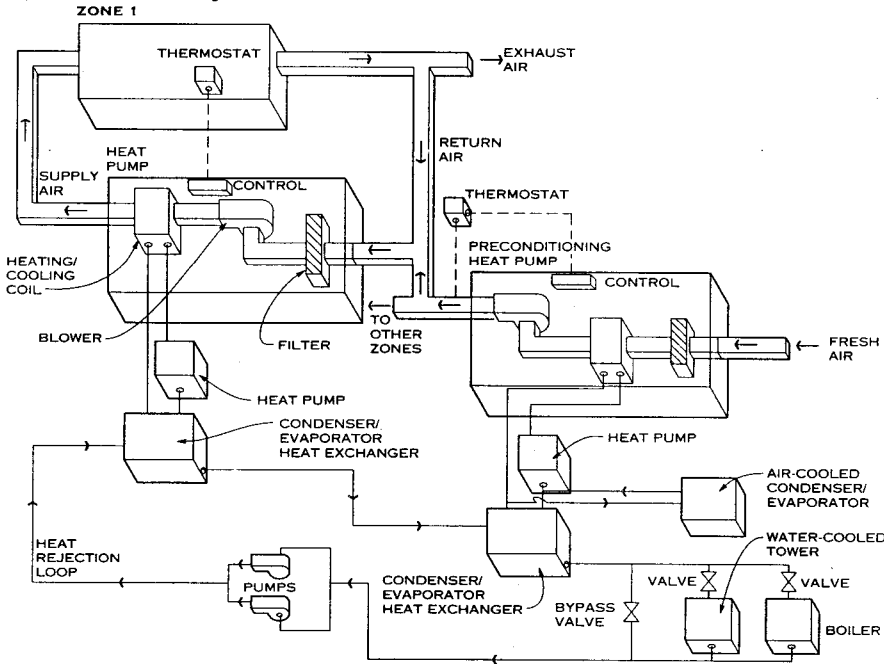 ZONE 1
THERMOSTAT
EXHAUST
AIR
HEAT
PUMP
RETURN
AIR
SUPPLY
AIR
CONTROL
THERMOSTAT
HEATING/
COOLING
COIL
PRECONDITIONING
HEAT PUMP
CONTROL
BLOWER
FILTER
TO
OTHER
ZONES
FRESH
AIR
HEAT PUMP
CONDENSER/
EVAPORATOR
HEAT EXCHANGER
HEAT PUMP
AIR-COOLED
CONDENSER/
EVAPORATOR
HEAT
REJECTION
LOOP
WATER-COOLED
TOWER
PUMPS
CONDENSER/
EVAPORATOR
HEAT EXCHANGER
BYPASS
VALVE
VALVE
VALVE
BOILER